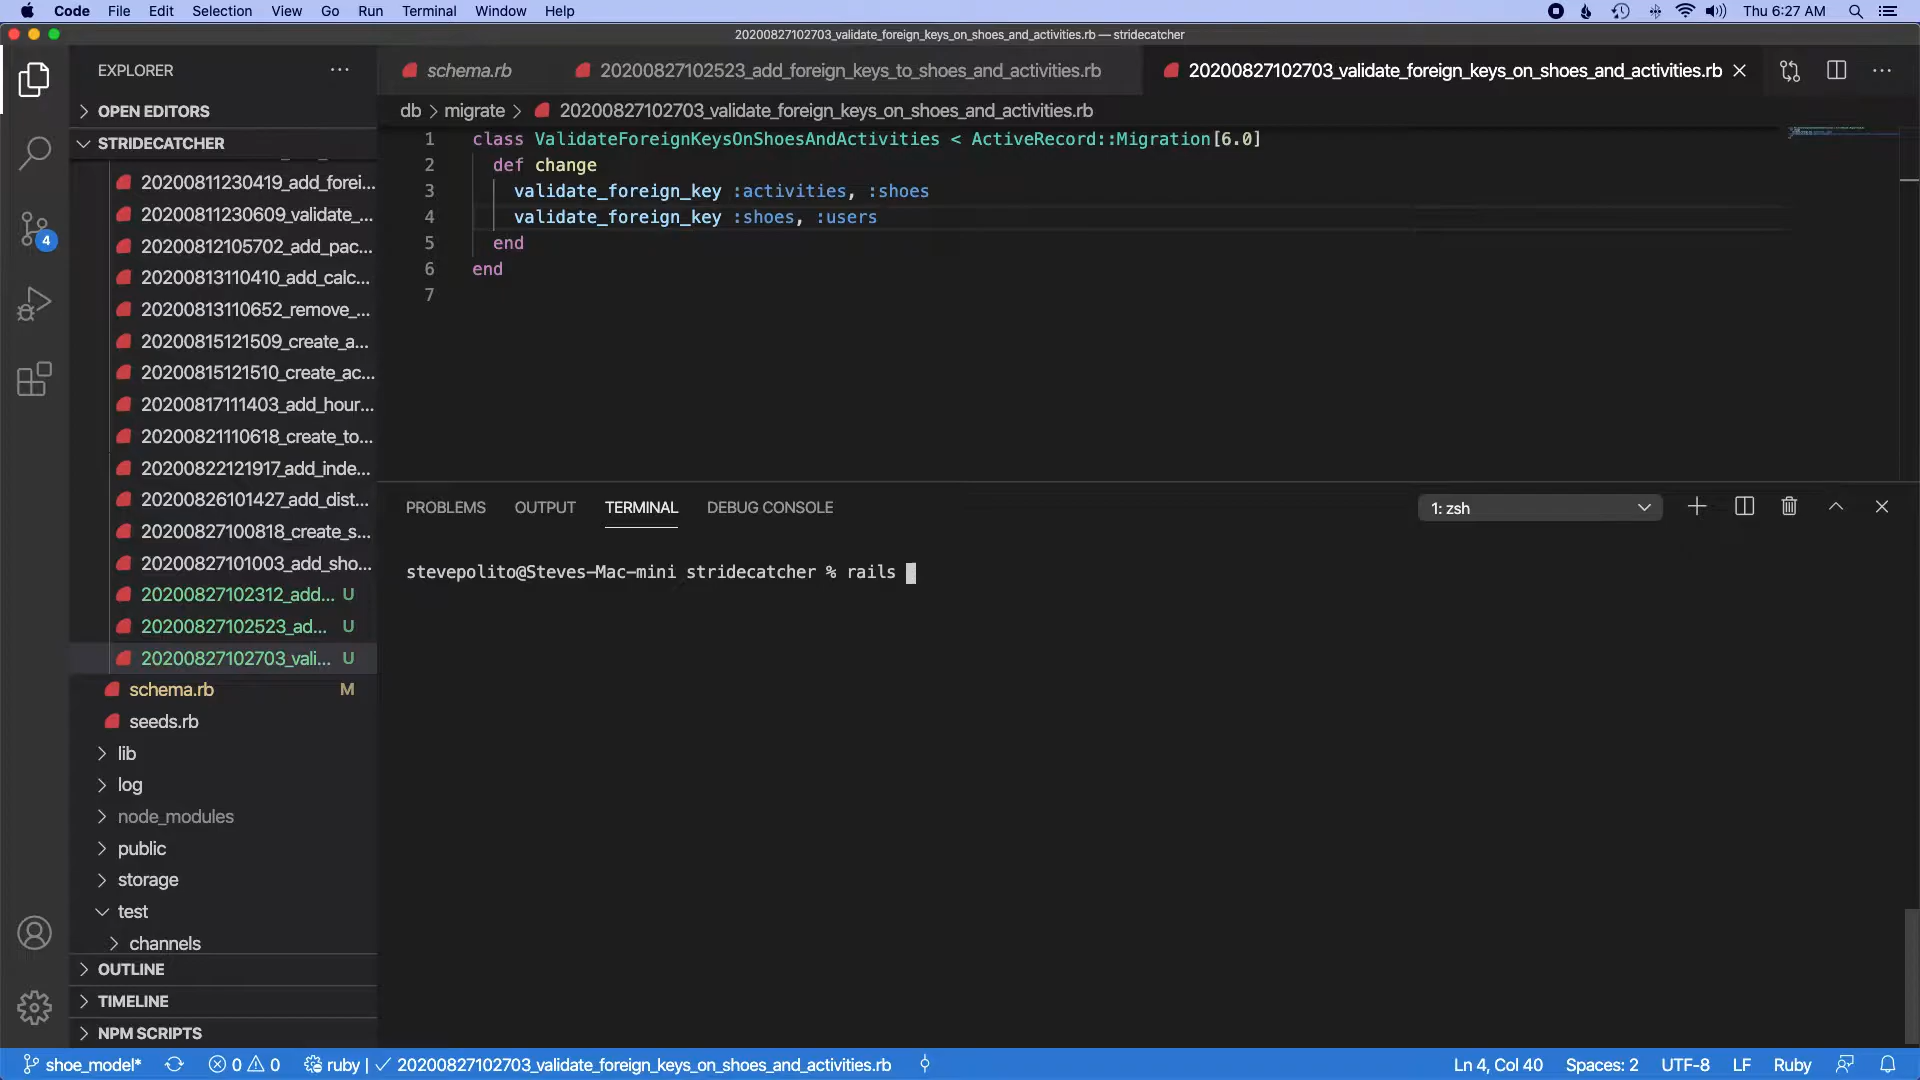 Code File Edit Selection View Go Run Terminal Window Help Thu 6:27 AM
20200827102703_validate_foreign_keys_on_shoes_and_activities.rb — stridecatcher
EXPLORER
schema.rb 20200827102523_add_foreign_keys_to_shoes_and_activities.rb 20200827102703_validate_foreign_keys_on_shoes_and_activities.rb
OPEN EDITORS
db > migrate > 20200827102703_validate_foreign_keys_on_shoes_and_activities.rb
STRIDECATCHER
20200811230419_add_forei...
20200811230609_validate_...
20200812105702_add_pac...
20200813110410_add_calc...
20200813110652_remove_...
20200815121509_create_a...
20200815121510_create_ac...
20200817111403_add_hour...
20200821110618_create_to...
20200822121917_add_inde...
20200826101427_add_dist...
20200827100818_create_s...
20200827101003_add_sho...
20200827102312_add... U
20200827102523_ad... U
20200827102703_vali... U
schema.rb M
seeds.rb
lib
log
node_modules
public
storage
test
channels
OUTLINE
TIMELINE
NPM SCRIPTS
4
1 class ValidateForeignKeysOnShoesAndActivities < ActiveRecord::Migration[6.0]
2 def change
3 validate_foreign_key :activities, :shoes
4 validate_foreign_key :shoes, :users
5 end
6 end
7
PROBLEMS OUTPUT TERMINAL DEBUG CONSOLE 1: zsh
stevepolito@Steves-Mac-mini stridecatcher % rails
shoe_model* 0 0 ruby | 20200827102703_validate_foreign_keys_on_shoes_and_activities.rb Ln 4, Col 40 Spaces: 2 UTF-8 LF Ruby